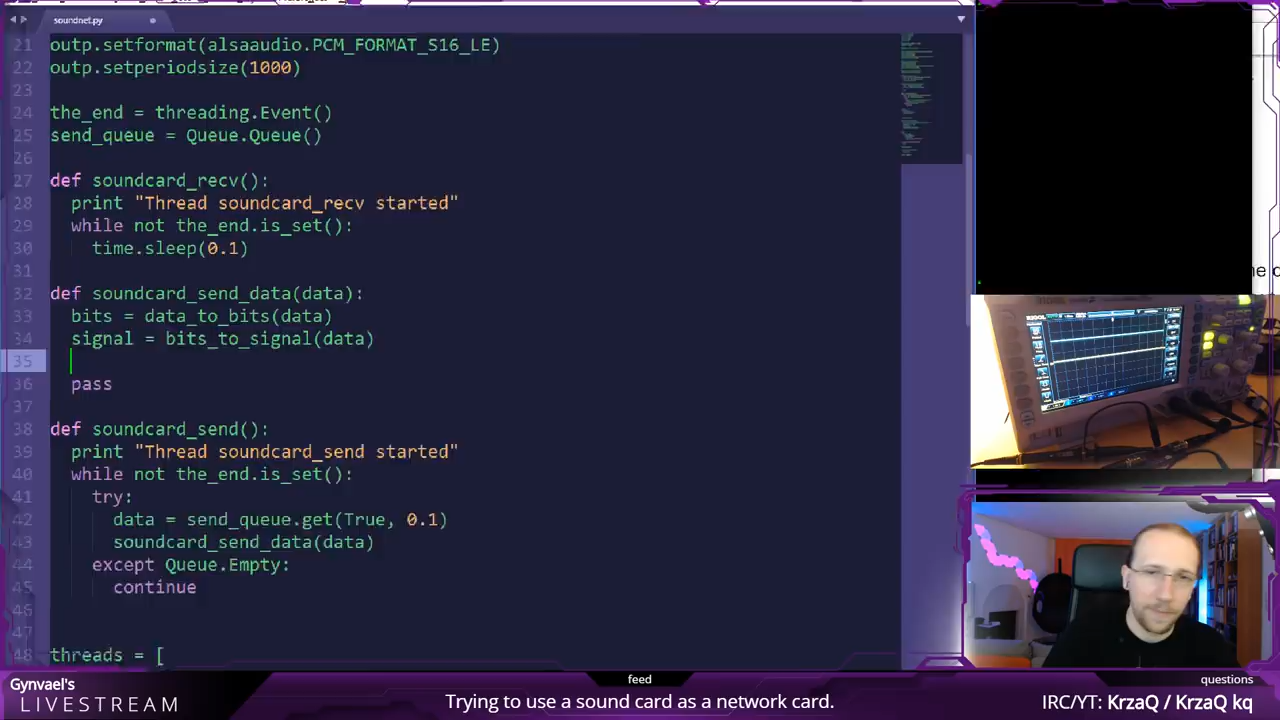 soundnet.py
21 outp.setformat(alsaaudio.PCM_FORMAT_S16_LE)
22 outp.setperiodsize(1000)
23
24 the_end = threading.Event()
25 send_queue = Queue.Queue()
26
27 def soundcard_recv():
28 print "Thread soundcard_recv started"
29 while not the_end.is_set():
30 time.sleep(0.1)
31
32 def soundcard_send_data(data):
33 bits = data_to_bits(data)
34 signal = bits_to_signal(data)
35
36 pass
37
38 def soundcard_send():
39 print "Thread soundcard_send started"
40 while not the_end.is_set():
41 try:
42 data = send_queue.get(True, 0.1)
43 soundcard_send_data(data)
44 except Queue.Empty:
45 continue
46
47
48 threads = [
RIGOL
Gynvael's
LIVESTREAM
feed
Trying to use a sound card as a network card.
questions
IRC/YT: KrzaQ / KrzaQ kq